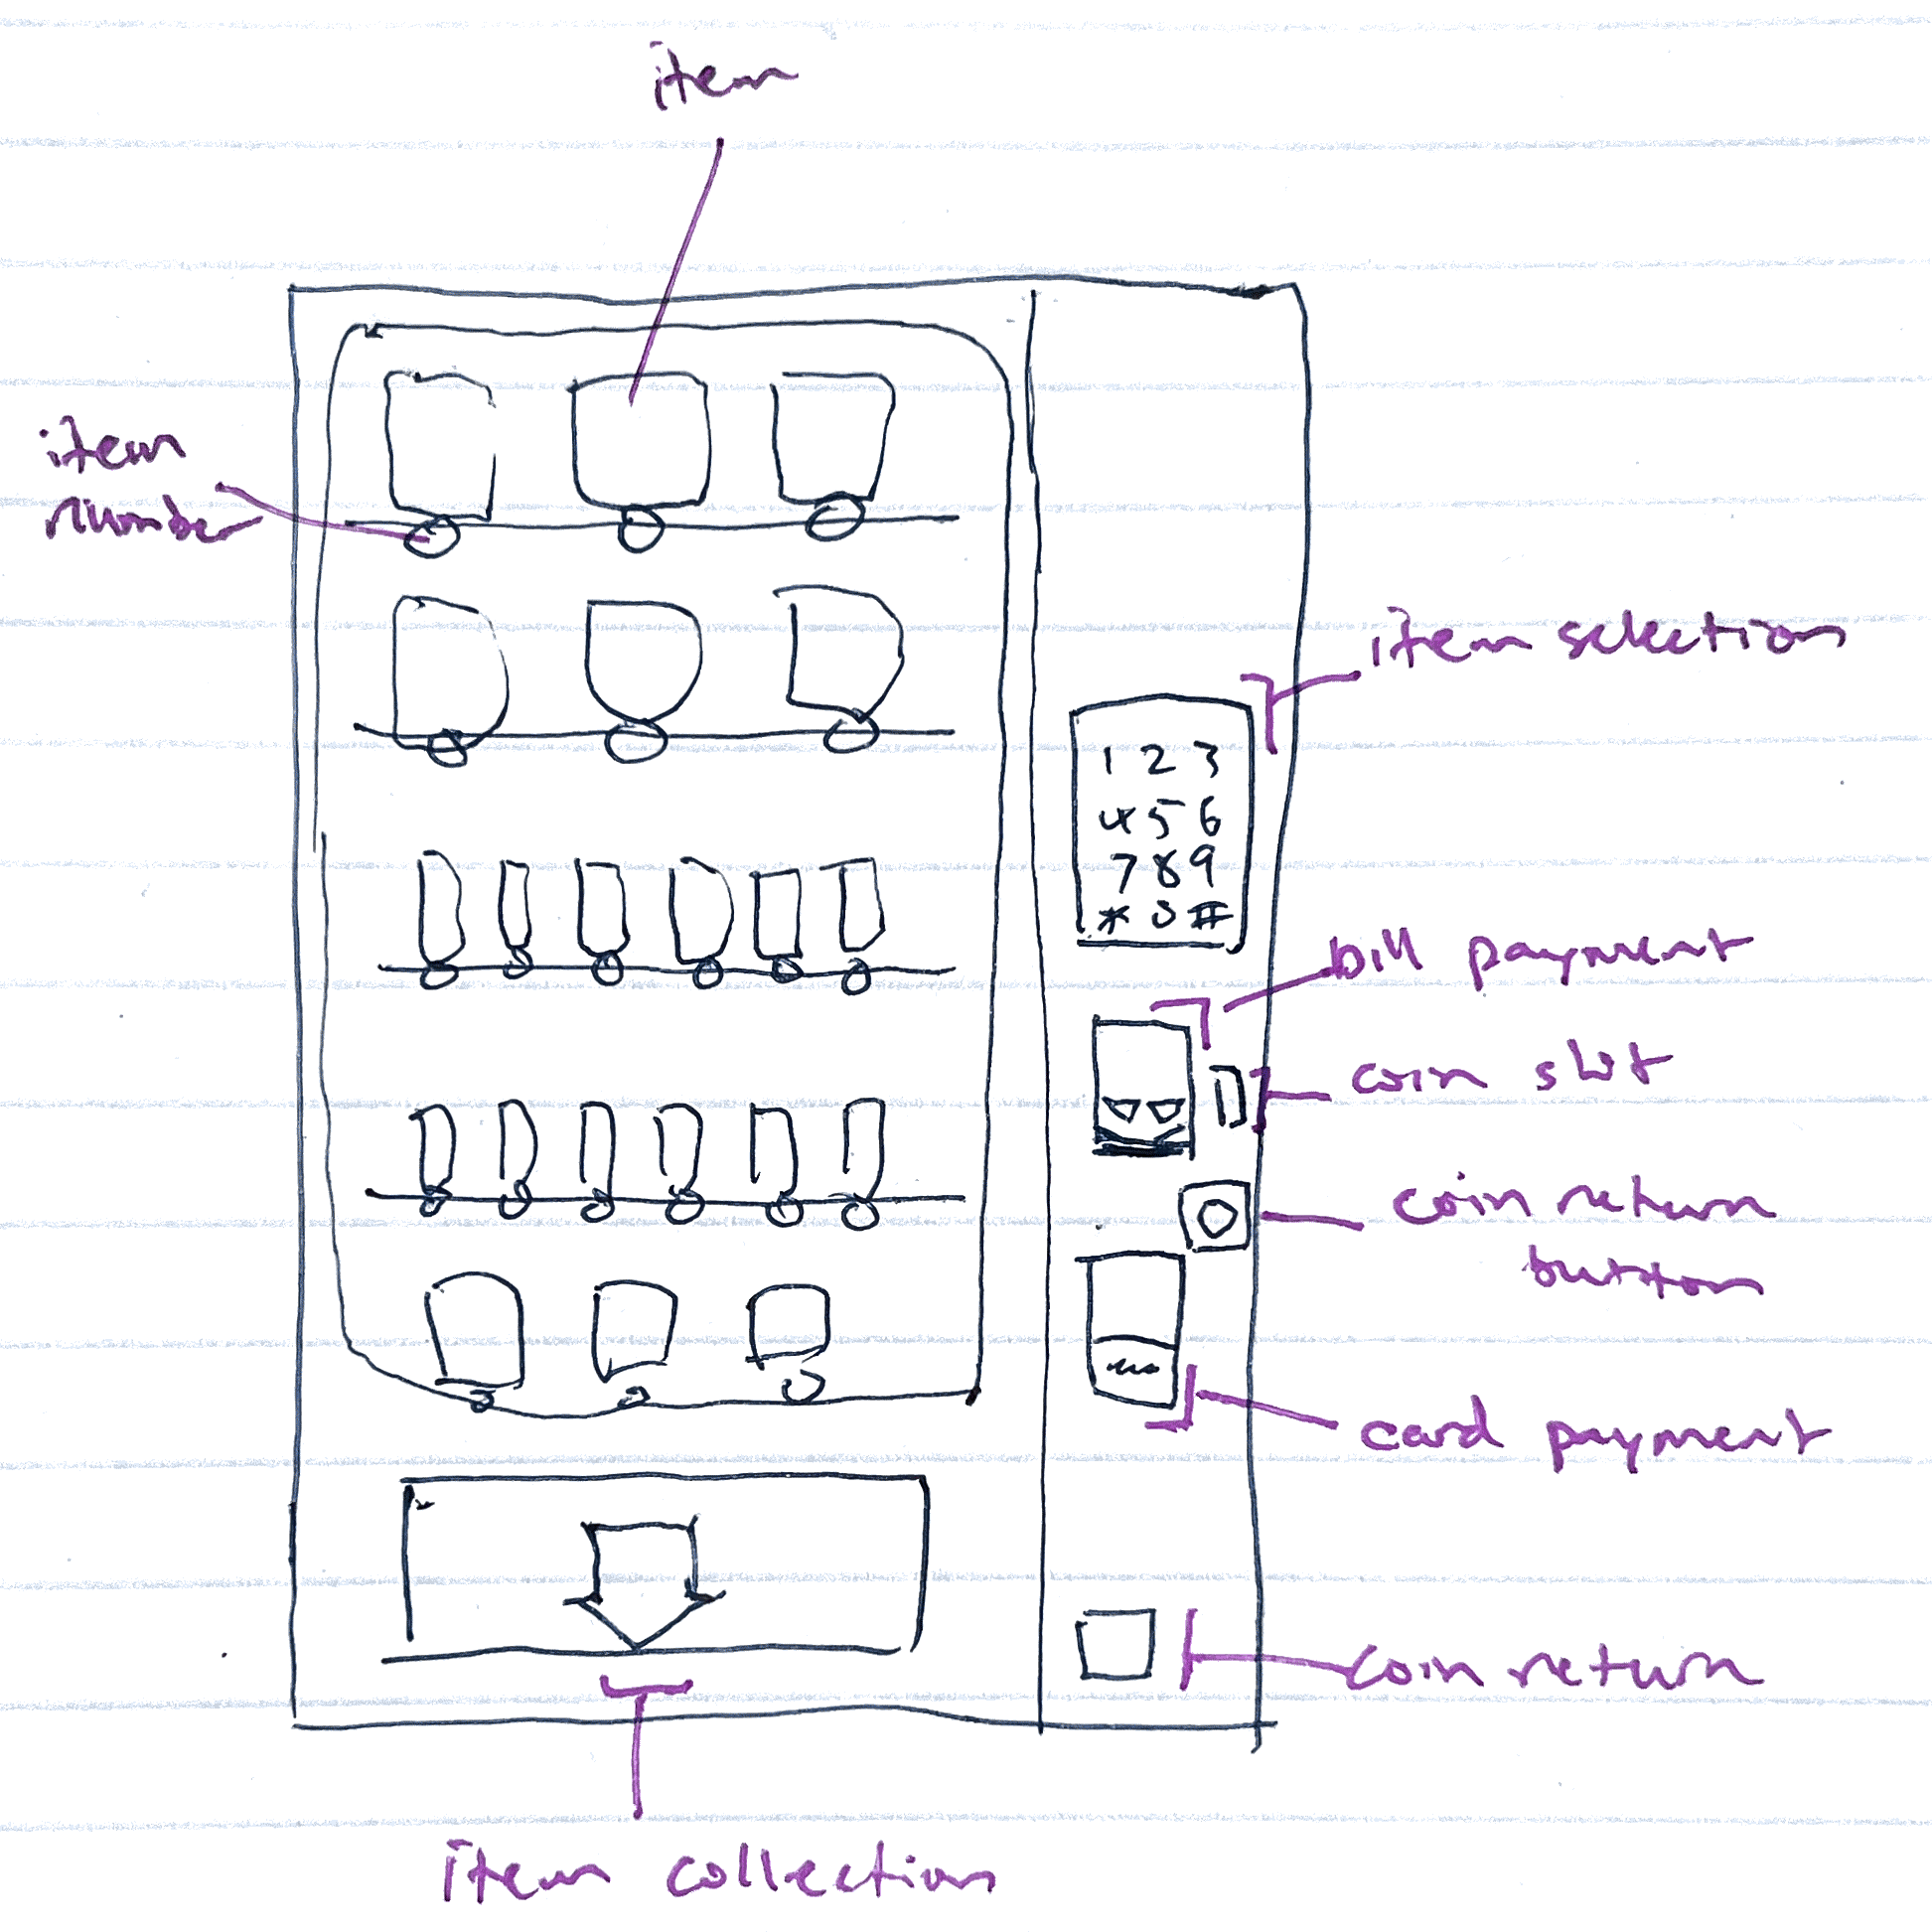 item
item
number
item selection
1 2 3
4 5 6
7 8 9
* 0 #
bill payment
coin slot
coin return
button
card payment
coin return
item collection